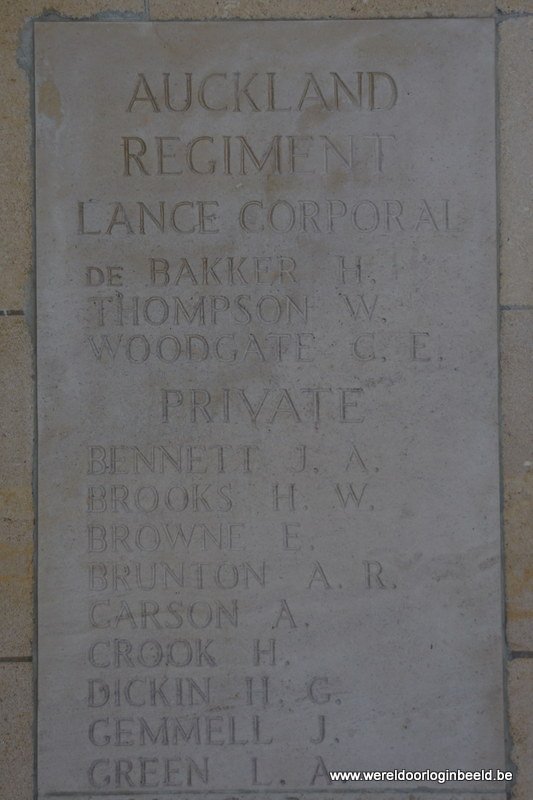 AUCKLAND
REGIMENT
LANCE CORPORAL
DE BAKKER H.
THOMPSON W.
WOODGATE C. E.
PRIVATE
BENNETT J. A.
BROOKS H. W.
BROWNE E.
BRUNTON A. R.
CARSON A.
CROOK H.
DICKIN H. G.
GEMMELL J.
GREEN L. A
www.wereldoorloginbeeld.be